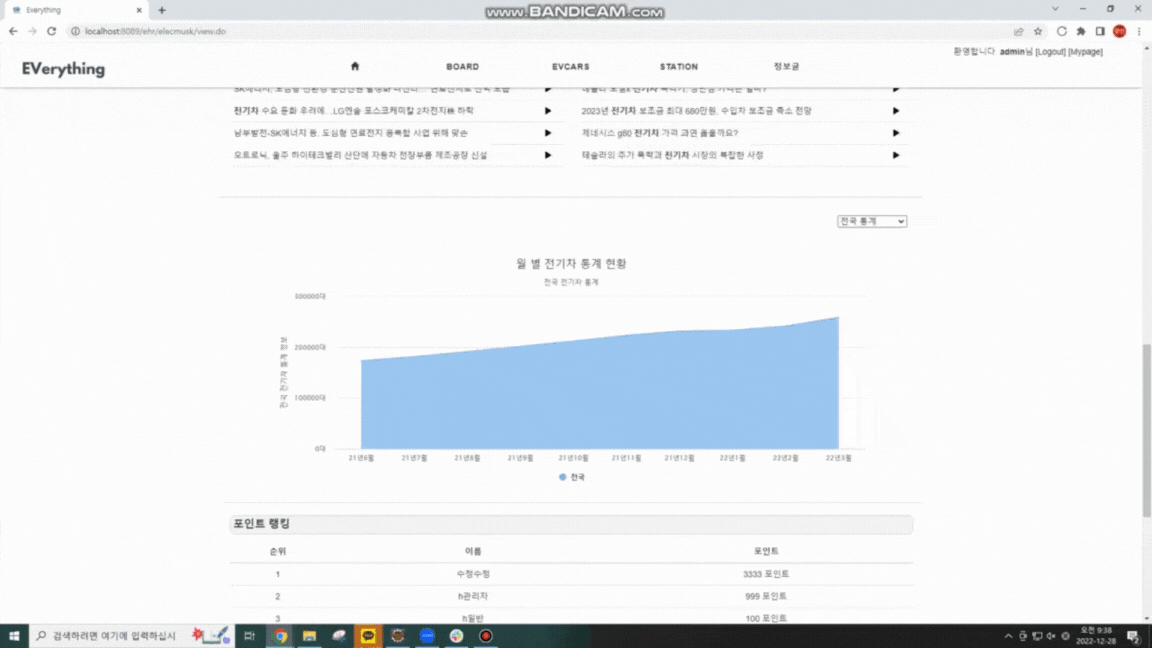 Everything
www.BANDICAM.com
localhost:8089/ehr/elecmusk/view.do
환영합니다 admin님 [Logout] [Mypage]
EVerything
BOARD
EVCARS
STATION
정보글
전기차 수요 둔화 우려에...LG엔솔 포스코케미칼 2차전지株 하락
2023년 전기차 보조금 최대 680만원, 수입차 보조금 축소 전망
남부발전-SK에너지 등, 도심형 연료전지 융복합 사업 위해 맞손
제네시스 g80 전기차 가격 과연 옳을까요?
오트로닉, 울주 하이테크밸리 산단에 자동차 전장부품 제조공장 신설
테슬라의 주가 폭락과 전기차 시장의 복잡한 사정
전국 통계
월 별 전기차 통계 현황
전국 전기차 통계
300000대
200000대
100000대
0대
전국 전기차 통계 정보
21년6월 21년7월 21년8월 21년9월 21년10월 21년11월 21년12월 22년1월 22년2월 22년3월
전국
포인트 랭킹
순위 이름 포인트
1 수정수정 3333 포인트
2 h관리자 999 포인트
3 h일반 100 포인트
검색하려면 여기에 입력하십시
오전 9:38
2022-12-28